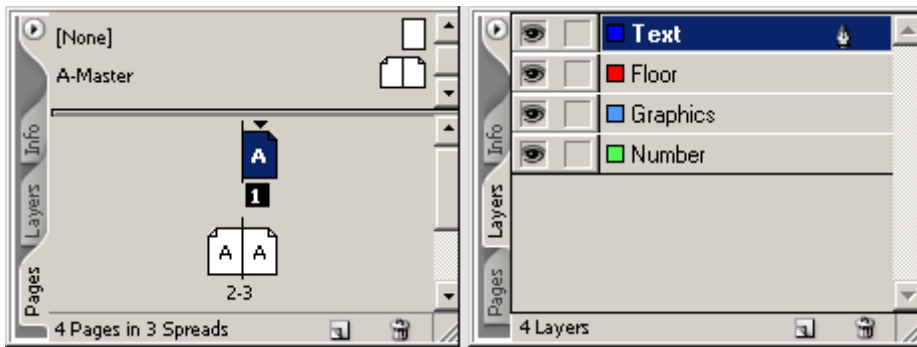 [None]
A-Master
A
1
A A
2-3
4 Pages in 3 Spreads
Info
Layers
Pages
Text
Floor
Graphics
Number
4 Layers
Info
Layers
Pages